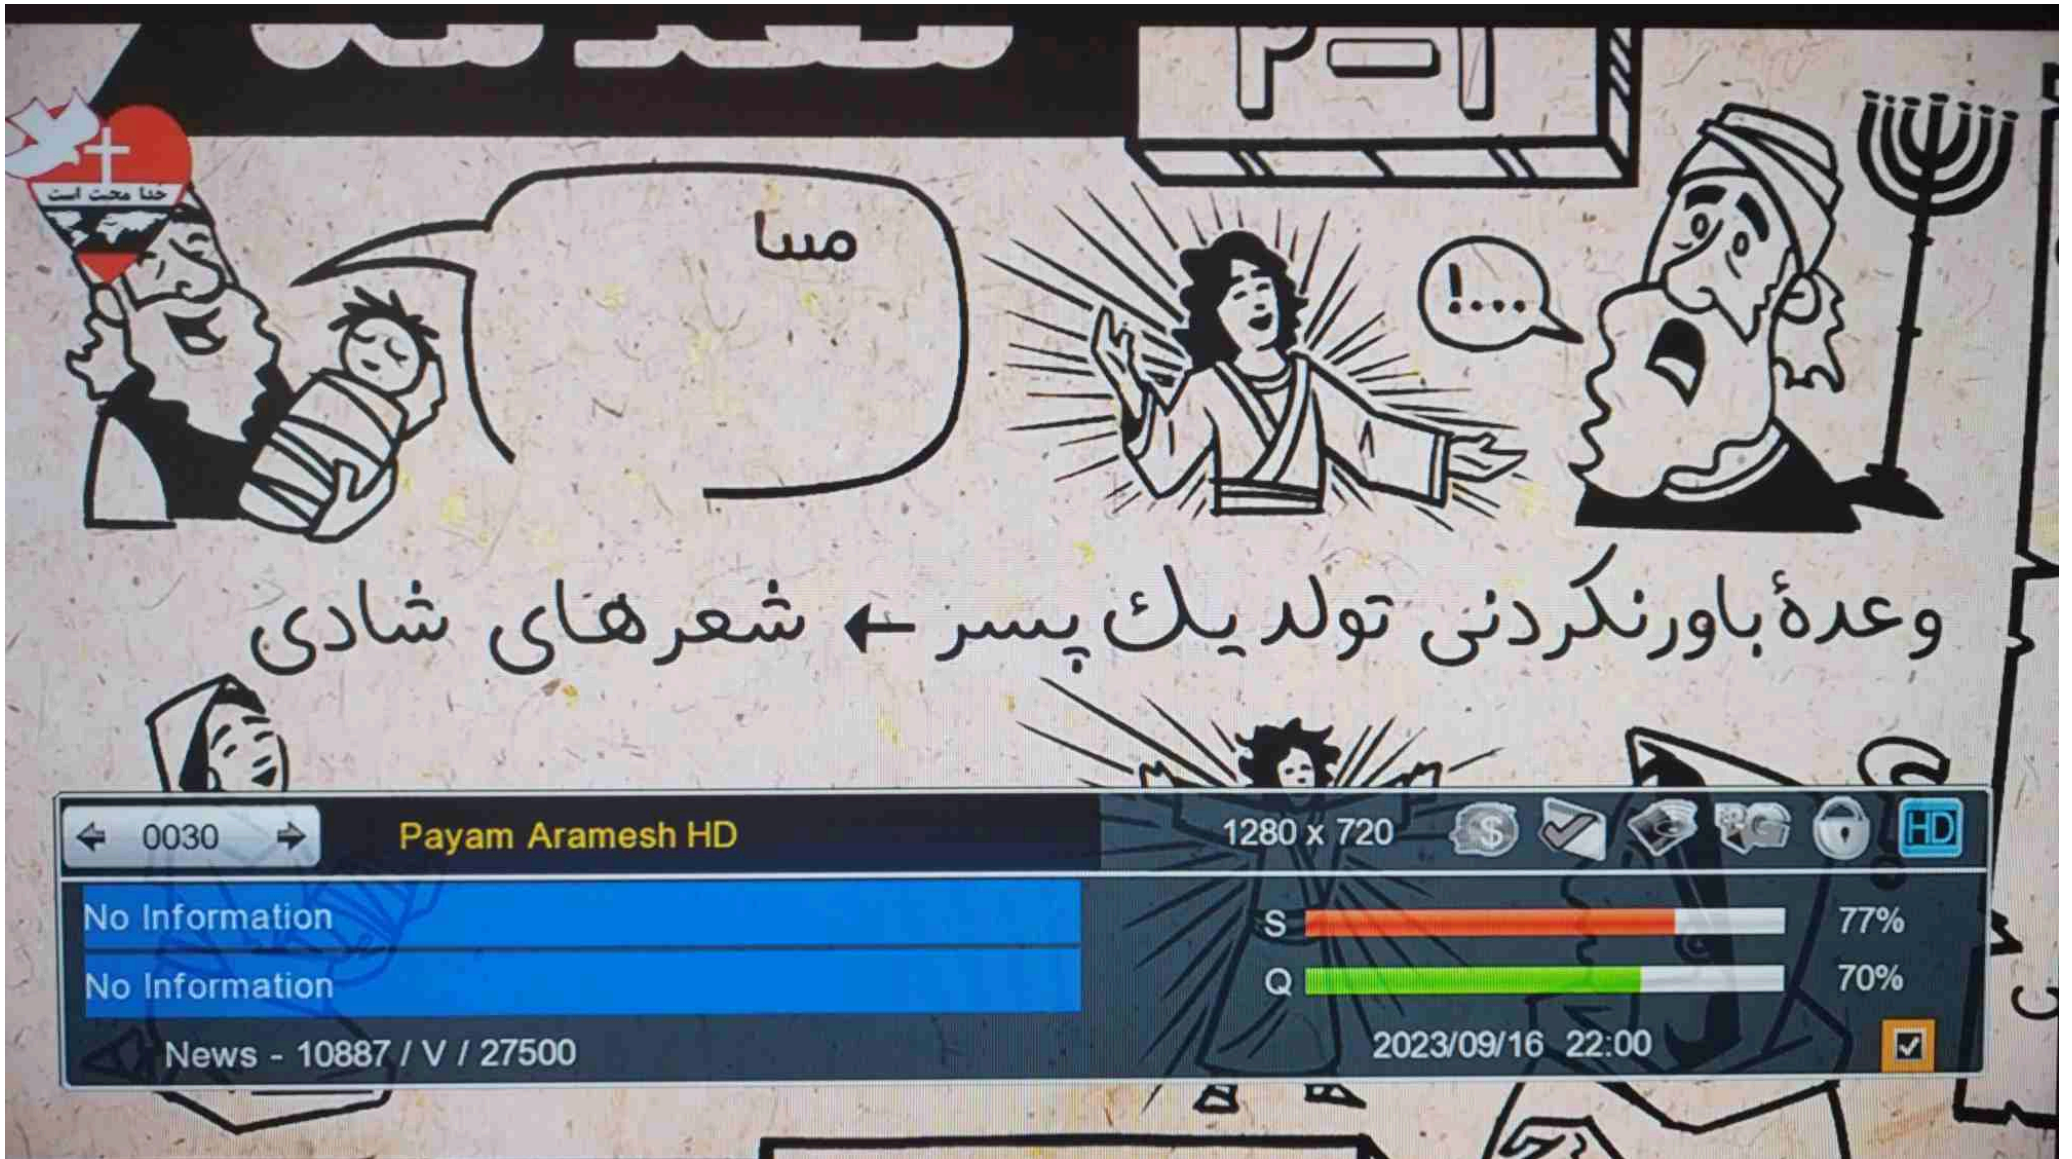 خدا محبت است
مسا
!....
وعدهٔ باورنکردنی تولد یک پسر ← شعرهای شادی
0030
Payam Aramesh HD
1280 x 720
HD
No Information
S 77%
No Information
Q 70%
News - 10887 / V / 27500
2023/09/16 22:00